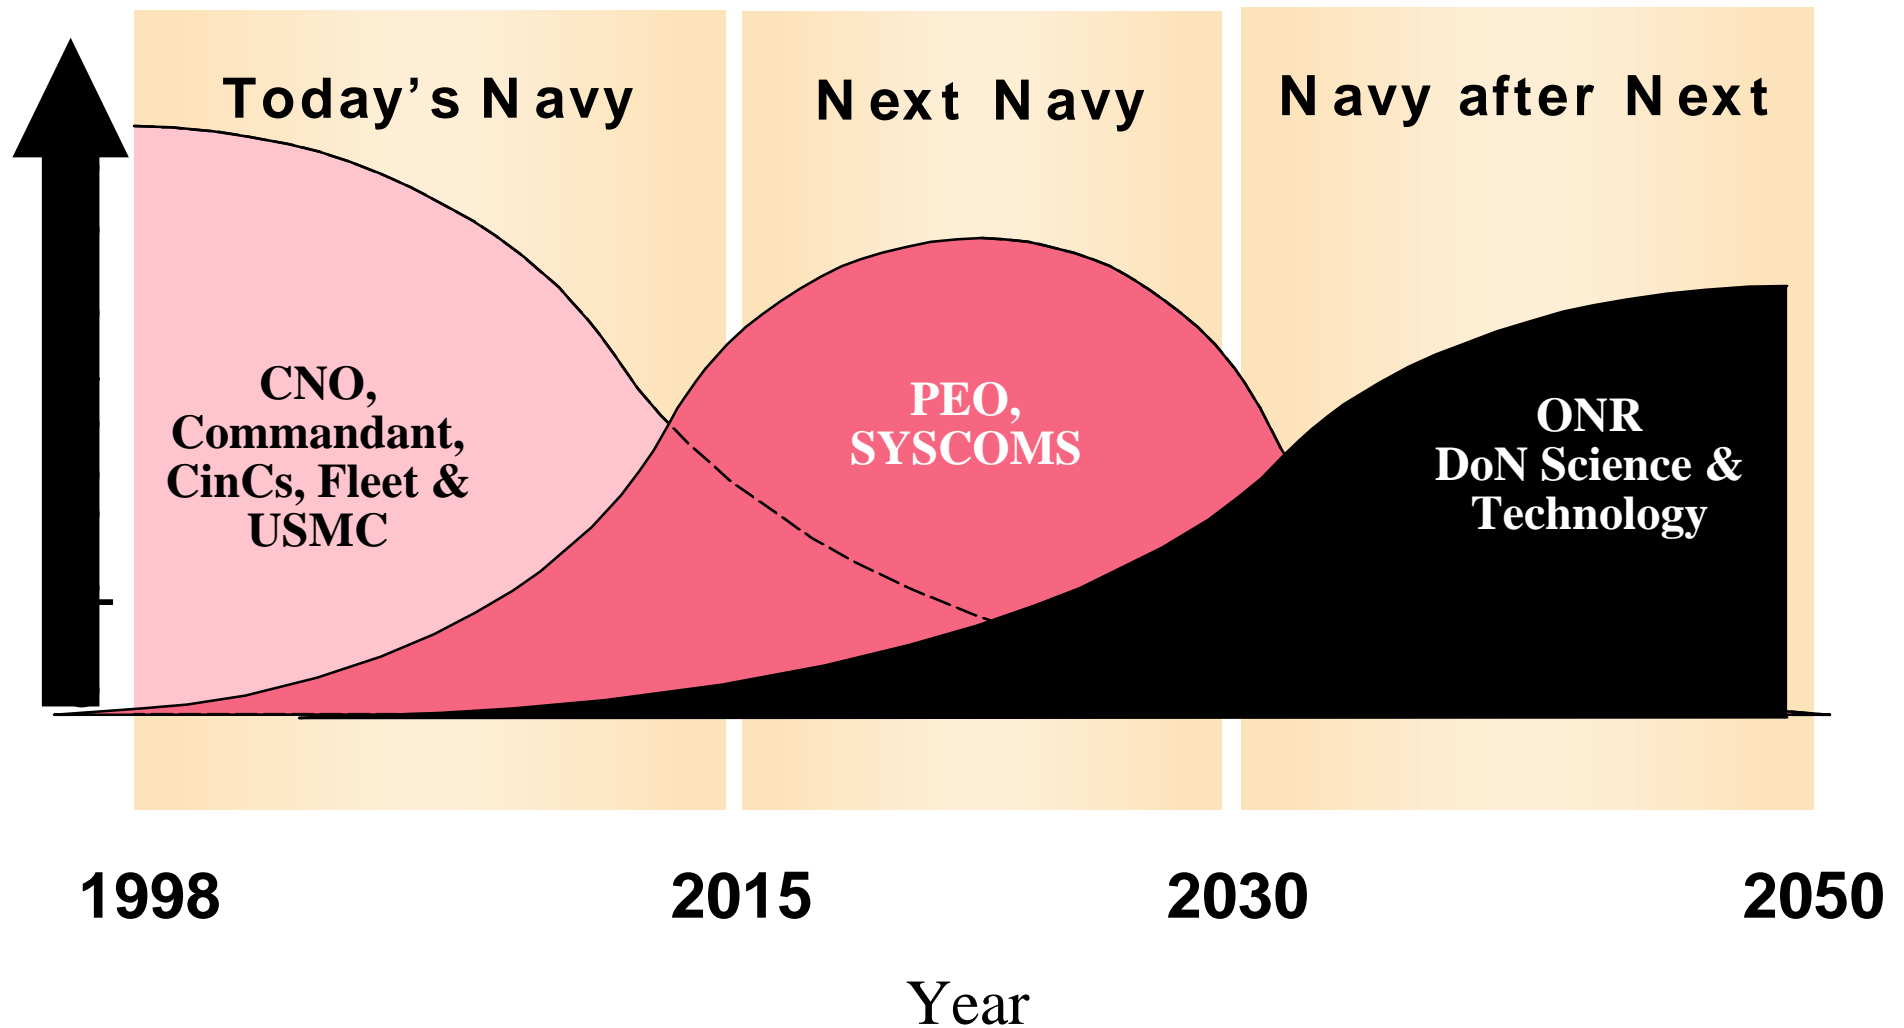 Today’s Navy
Next Navy
Navy after Next
CNO,
Commandant,
CinCs, Fleet &
USMC
PEO,
SYSCOMS
ONR
DoN Science &
Technology
1998
2015
2030
2050
Year